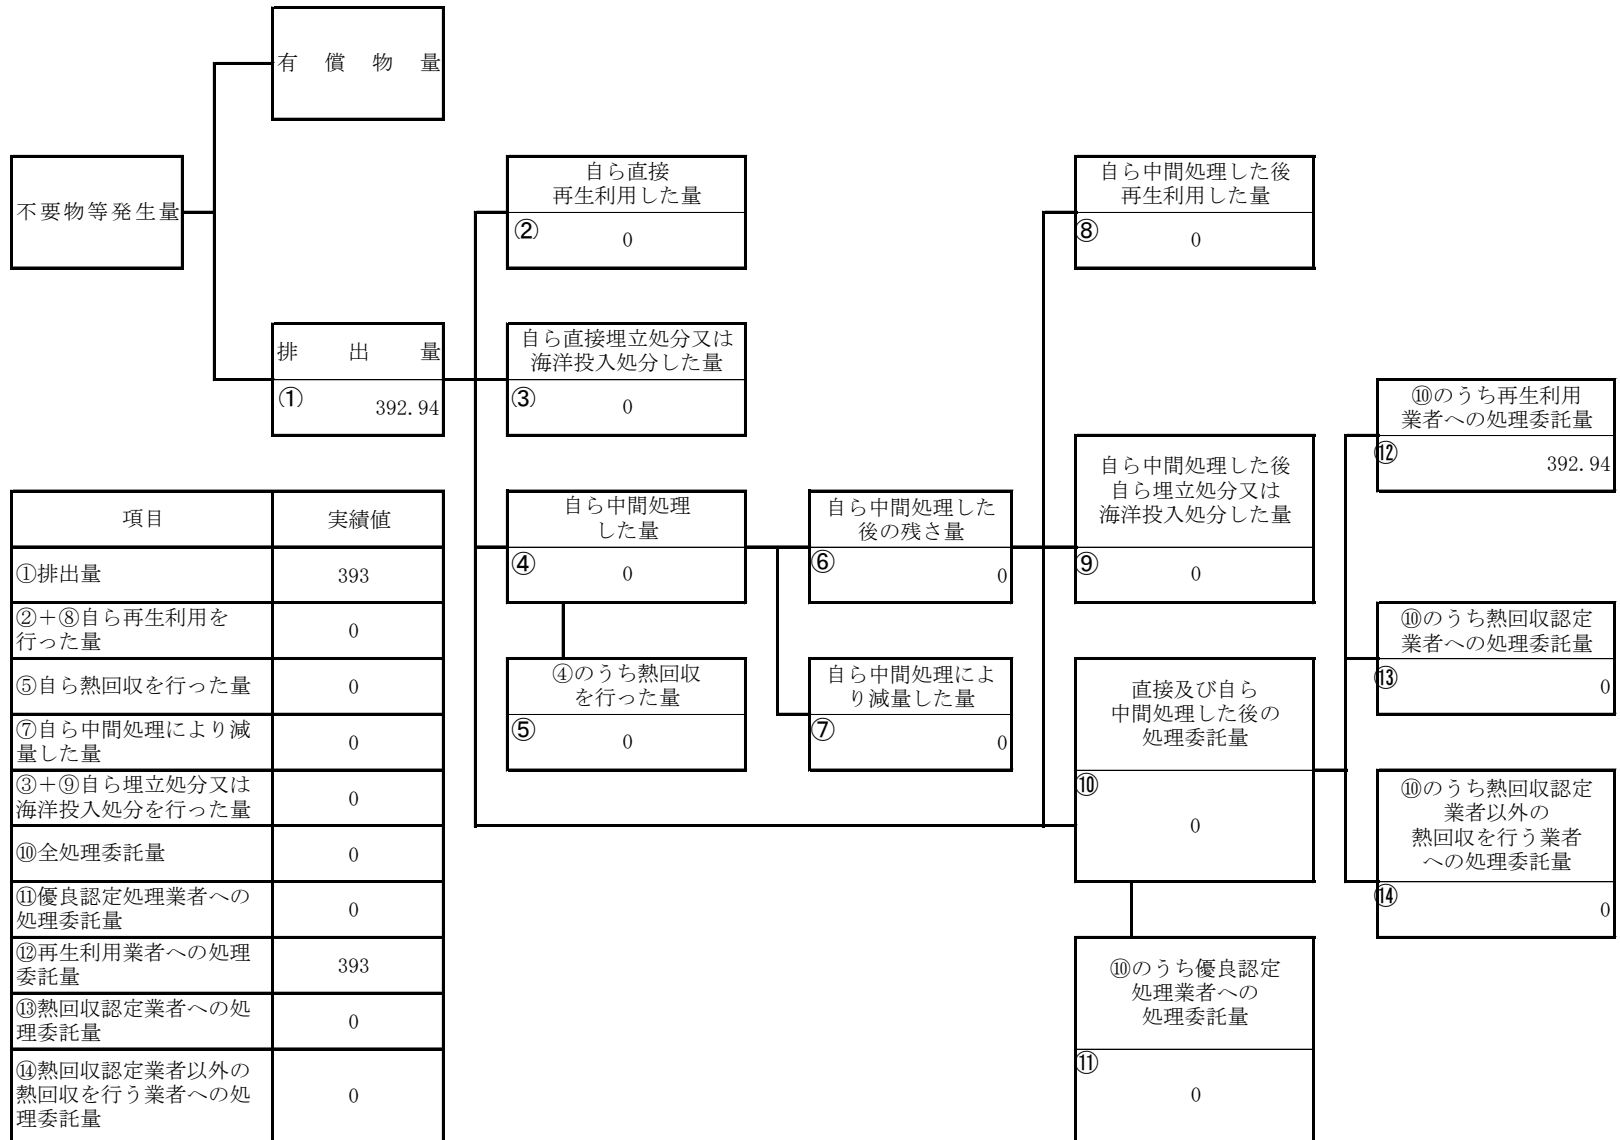 有償物量
不要物等発生量
排出量
①
392.94
自ら直接
再生利用した量
②
0
自ら直接埋立処分又は
海洋投入処分した量
③
0
自ら中間処理
した量
④
0
④のうち熱回収
を行った量
⑤
0
自ら中間処理した
後の残さ量
⑥
0
自ら中間処理によ
り減量した量
⑦
0
自ら中間処理した後
再生利用した量
⑧
0
自ら中間処理した後
自ら埋立処分又は
海洋投入処分した量
⑨
0
直接及び自ら
中間処理した後の
処理委託量
⑩
0
⑩のうち優良認定
処理業者への
処理委託量
⑪
0
⑩のうち再生利用
業者への処理委託量
⑫
392.94
⑩のうち熱回収認定
業者への処理委託量
⑬
0
⑩のうち熱回収認定
業者以外の
熱回収を行う業者
への処理委託量
⑭
0
項目 実績値
①排出量 393
②＋⑧自ら再生利用を
行った量 0
⑤自ら熱回収を行った量 0
⑦自ら中間処理により減
量した量 0
③＋⑨自ら埋立処分又は
海洋投入処分を行った量 0
⑩全処理委託量 0
⑪優良認定処理業者への
処理委託量 0
⑫再生利用業者への処理
委託量 393
⑬熱回収認定業者への処
理委託量 0
⑭熱回収認定業者以外の
熱回収を行う業者への処
理委託量 0